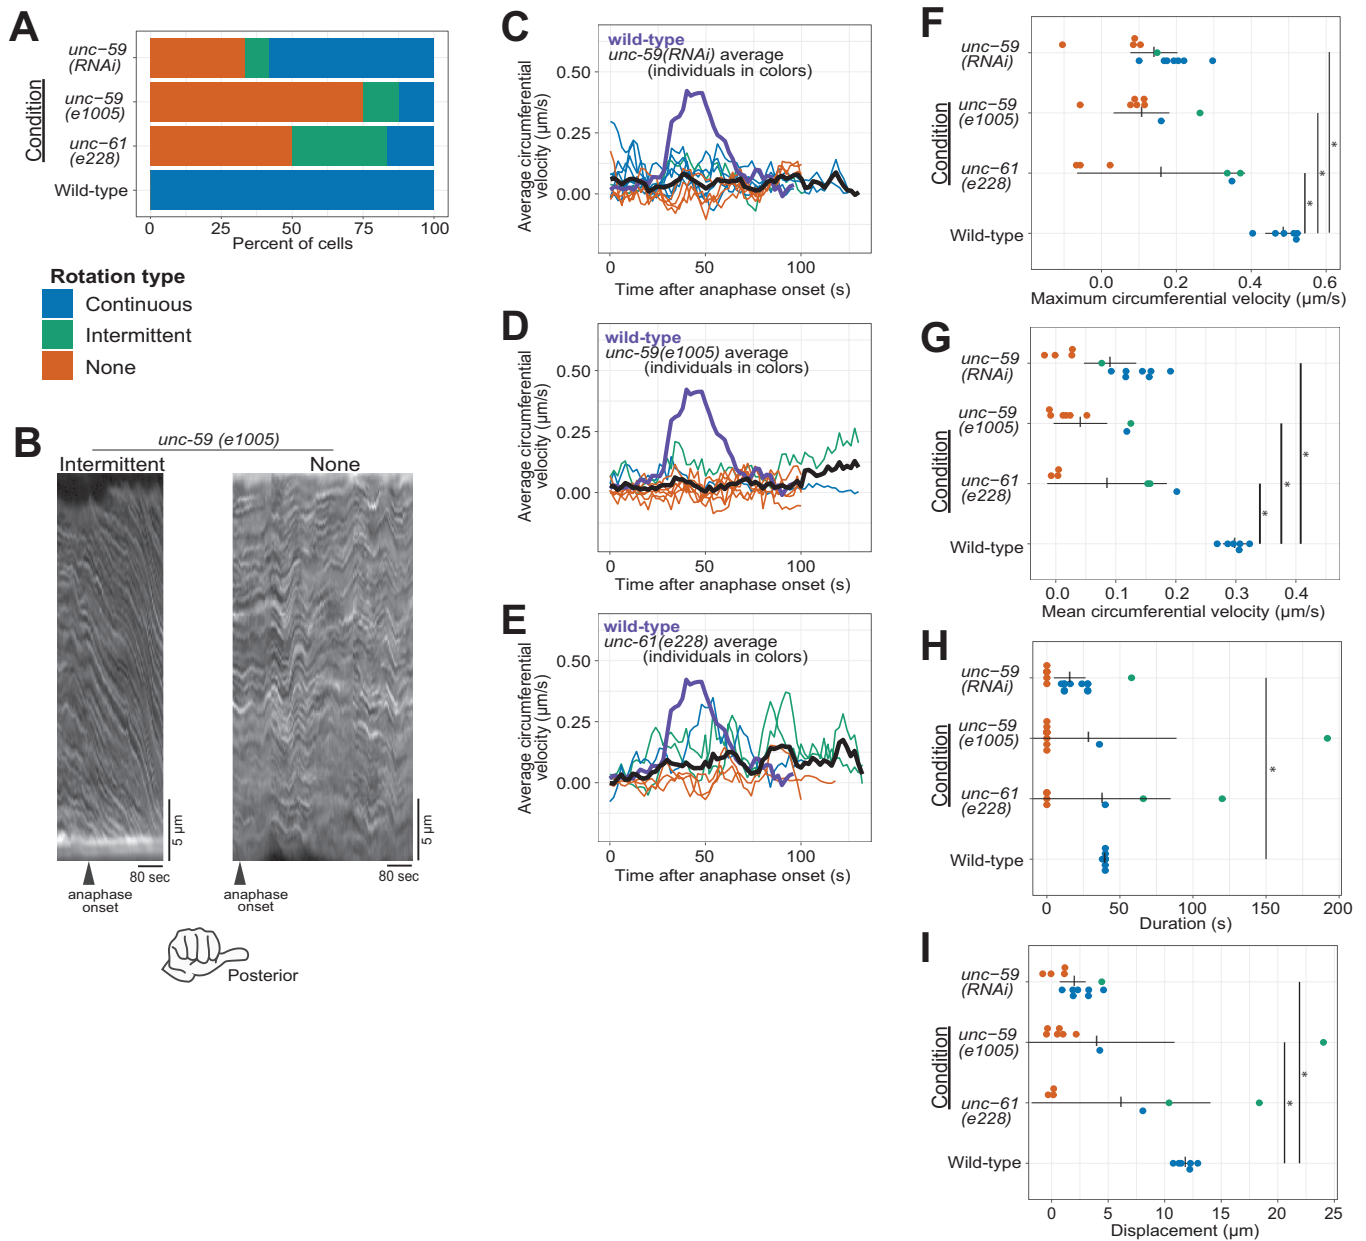 A
unc−59
(RNAi)
unc−59
(e1005)
unc−61
(e228)
Wild-type
Condition
0 25 50 75 100
Percent of cells
Rotation type
Continuous
Intermittent
None
B
unc-59 (e1005)
Intermittent
None
5 µm
5 µm
80 sec
80 sec
anaphase
onset
anaphase
onset
Posterior
C
wild-type
unc-59(RNAi) average
(individuals in colors)
Average circumferential
velocity (µm/s)
0.50
0.25
0.00
0 50 100
Time after anaphase onset (s)
D
wild-type
unc-59(e1005) average
(individuals in colors)
Average circumferential
velocity (µm/s)
0.50
0.25
0.00
0 50 100
Time after anaphase onset (s)
E
wild-type
unc-61(e228) average
(individuals in colors)
Average circumferential
velocity (µm/s)
0.50
0.25
0.00
0 50 100
Time after anaphase onset (s)
F
unc−59
(RNAi)
unc−59
(e1005)
unc−61
(e228)
Wild-type
Condition
*
*
*
0.0 0.2 0.4 0.6
Maximum circumferential velocity (µm/s)
G
unc−59
(RNAi)
unc−59
(e1005)
unc−61
(e228)
Wild-type
Condition
*
*
*
0.0 0.1 0.2 0.3 0.4
Mean circumferential velocity (µm/s)
H
unc−59
(RNAi)
unc−59
(e1005)
unc−61
(e228)
Wild-type
Condition
*
0 50 100 150 200
Duration (s)
I
unc−59
(RNAi)
unc−59
(e1005)
unc−61
(e228)
Wild-type
Condition
*
*
0 5 10 15 20 25
Displacement (µm)